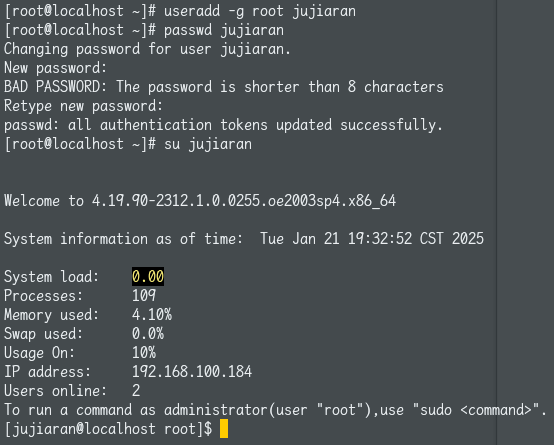 [root@localhost ~]# useradd -g root jujiaran
[root@localhost ~]# passwd jujiaran
Changing password for user jujiaran.
New password:
BAD PASSWORD: The password is shorter than 8 characters
Retype new password:
passwd: all authentication tokens updated successfully.
[root@localhost ~]# su jujiaran
Welcome to 4.19.90-2312.1.0.0255.oe2003sp4.x86_64
System information as of time:  Tue Jan 21 19:32:52 CST 2025
System load:    0.00
Processes:      109
Memory used:    4.10%
Swap used:      0.0%
Usage On:       10%
IP address:     192.168.100.184
Users online:   2
To run a command as administrator(user "root"),use "sudo <command>".
[jujiaran@localhost root]$